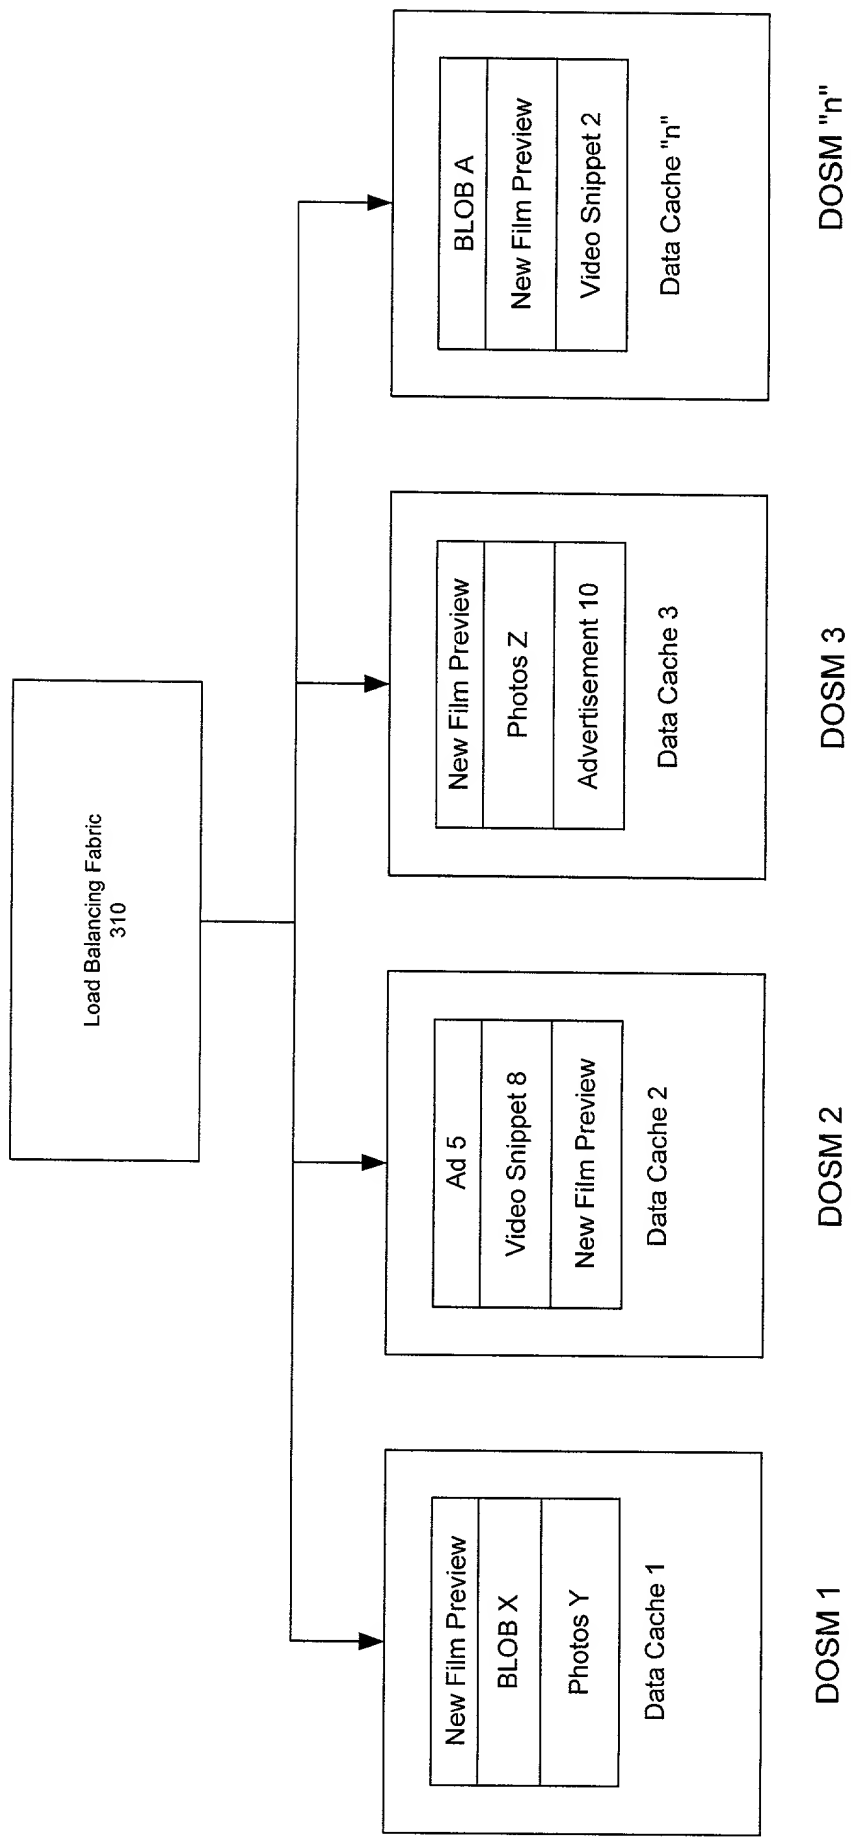 Load Balancing Fabric
310
New Film Preview
BLOB X
Photos Y
Data Cache 1
DOSM 1
Ad 5
Video Snippet 8
New Film Preview
Data Cache 2
DOSM 2
New Film Preview
Photos Z
Advertisement 10
Data Cache 3
DOSM 3
BLOB A
New Film Preview
Video Snippet 2
Data Cache "n"
DOSM "n"